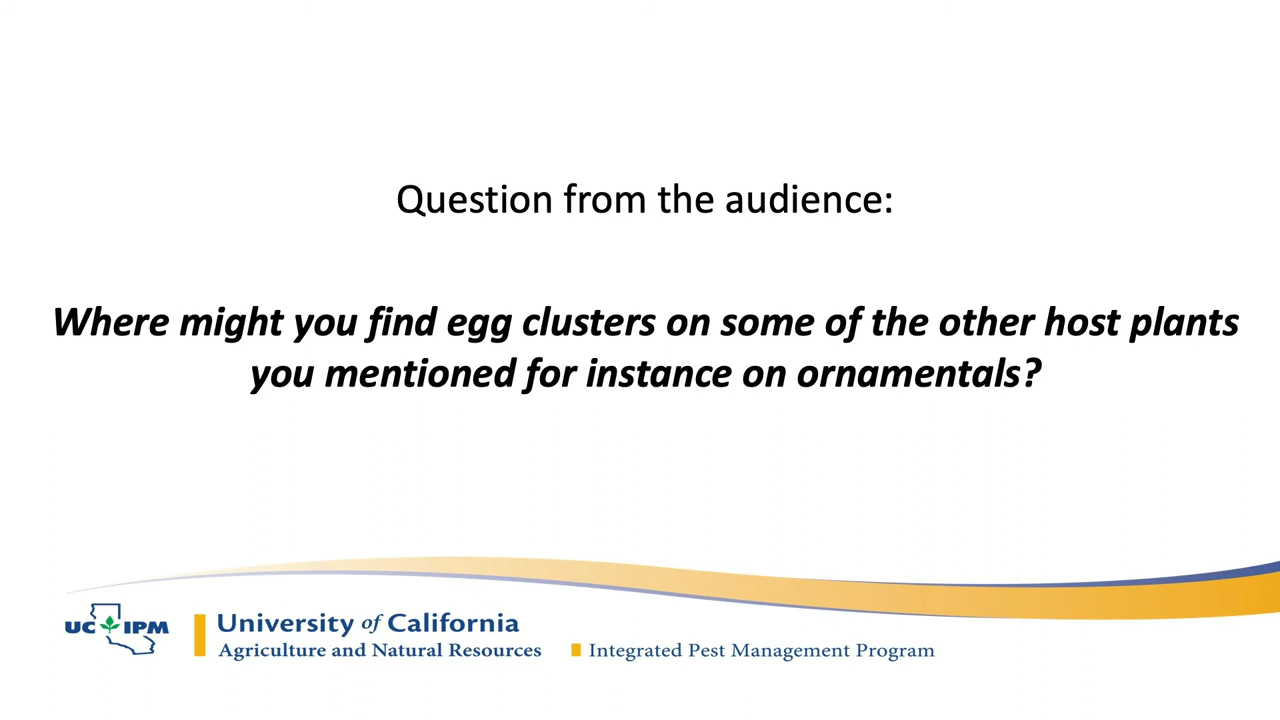 Question from the audience:
Where might you find egg clusters on some of the other host plants
you mentioned for instance on ornamentals?
UC IPM
University of California
Agriculture and Natural Resources
Integrated Pest Management Program